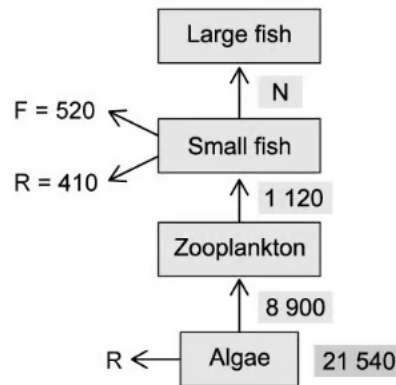 Large fish
N
F = 520
Small fish
R = 410
1 120
Zooplankton
8 900
R
Algae
21 540